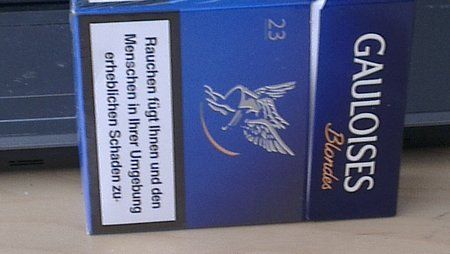 GAULOISES
Blondes
23
Rauchen fügt Ihnen und den
Menschen in Ihrer Umgebung
erheblichen Schaden zu.